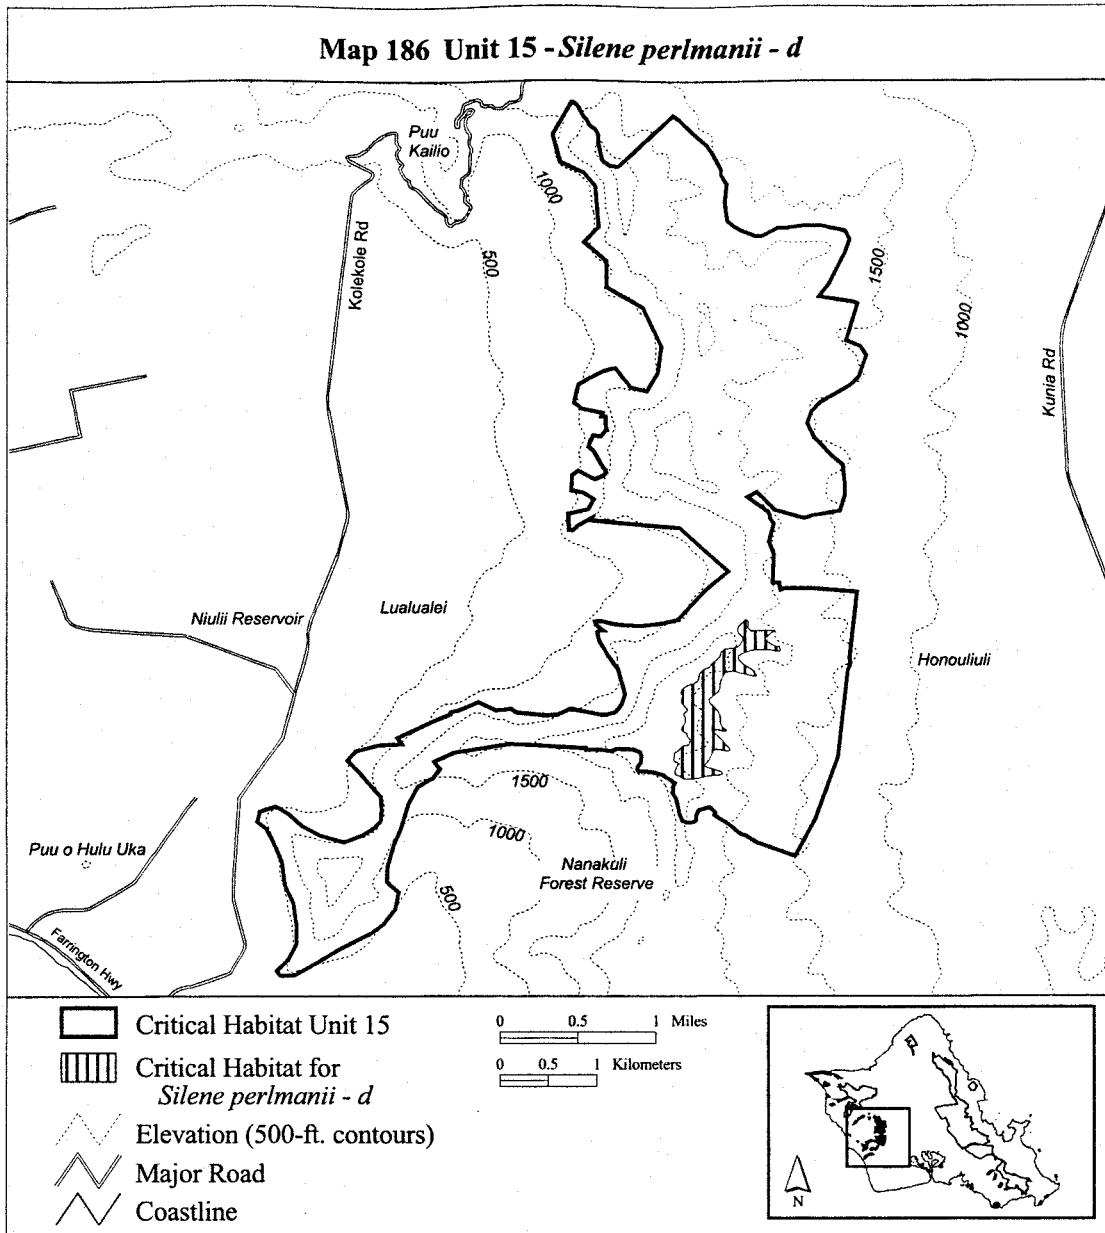 Map 186 Unit 15 - Silene perlmanii - d
Puu
Kailio
1000
500
Kolekole Rd
1500
1000
Kunia Rd
Niulii Reservoir
Lualualei
Honouliuli
1500
1000
500
Puu o Hulu Uka
Nanakuli
Forest Reserve
Farrington Hwy
Critical Habitat Unit 15
Critical Habitat for
Silene perlmanii - d
Elevation (500-ft. contours)
Major Road
Coastline
0 0.5 1 Miles
0 0.5 1 Kilometers
N